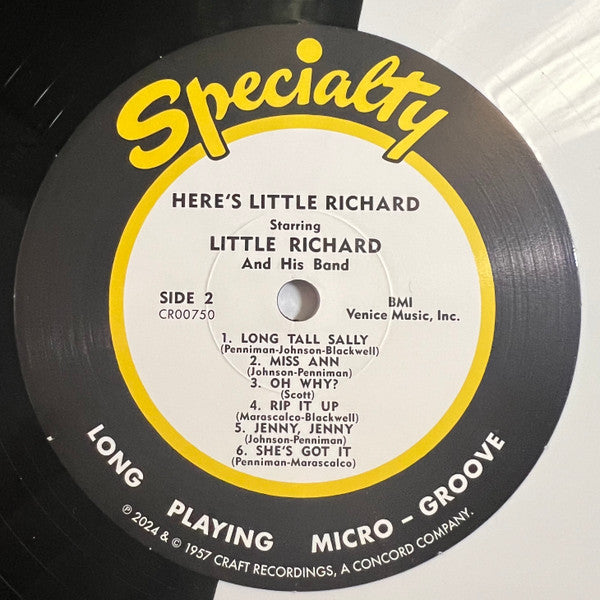 Specialty
HERE'S LITTLE RICHARD
Starring
LITTLE RICHARD
And His Band
SIDE 2
CR00750
BMI
Venice Music, Inc.
1. LONG TALL SALLY
(Penniman-Johnson-Blackwell)
2. MISS ANN
(Johnson-Penniman)
3. OH WHY?
(Scott)
4. RIP IT UP
(Marascalco-Blackwell)
5. JENNY, JENNY
(Johnson-Penniman)
6. SHE'S GOT IT
(Penniman-Marascalco)
LONG PLAYING MICRO - GROOVE
℗ 2024 & © 1957 CRAFT RECORDINGS, A CONCORD COMPANY.